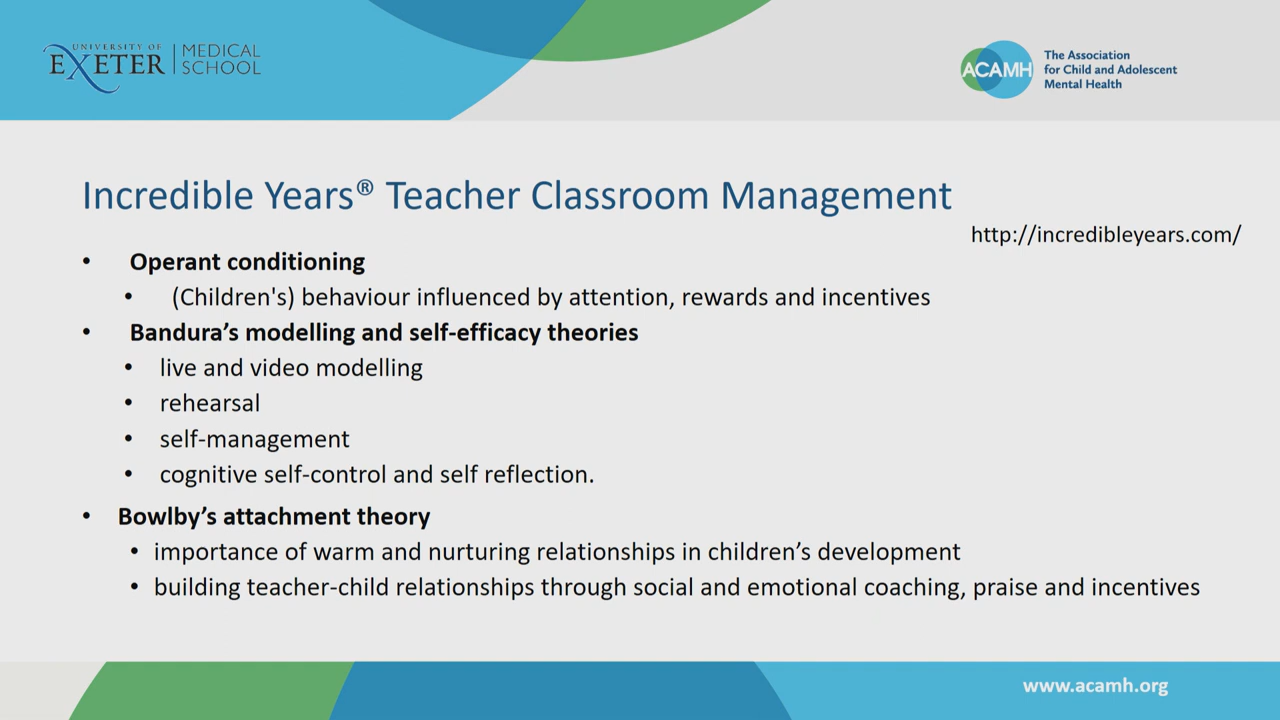 UNIVERSITY OF
EXETER
MEDICAL
SCHOOL
ACAMH
The Association
for Child and Adolescent
Mental Health
Incredible Years® Teacher Classroom Management
http://incredibleyears.com/
• Operant conditioning
• (Children's) behaviour influenced by attention, rewards and incentives
• Bandura’s modelling and self-efficacy theories
• live and video modelling
• rehearsal
• self-management
• cognitive self-control and self reflection.
• Bowlby’s attachment theory
• importance of warm and nurturing relationships in children’s development
• building teacher-child relationships through social and emotional coaching, praise and incentives
www.acamh.org